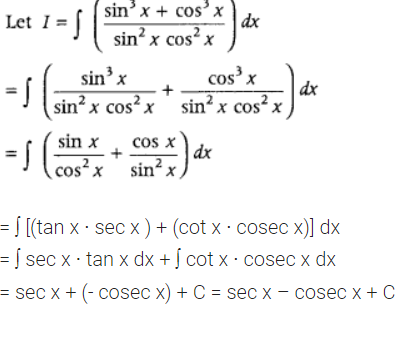 Let I = ∫ ( (sin³ x + cos³ x) / (sin² x cos² x) ) dx
= ∫ ( sin³ x / (sin² x cos² x) + cos³ x / (sin² x cos² x) ) dx
= ∫ ( sin x / cos² x + cos x / sin² x ) dx
= ∫ [(tan x · sec x ) + (cot x · cosec x)] dx
= ∫ sec x · tan x dx + ∫ cot x · cosec x dx
= sec x + (- cosec x) + C = sec x – cosec x + C